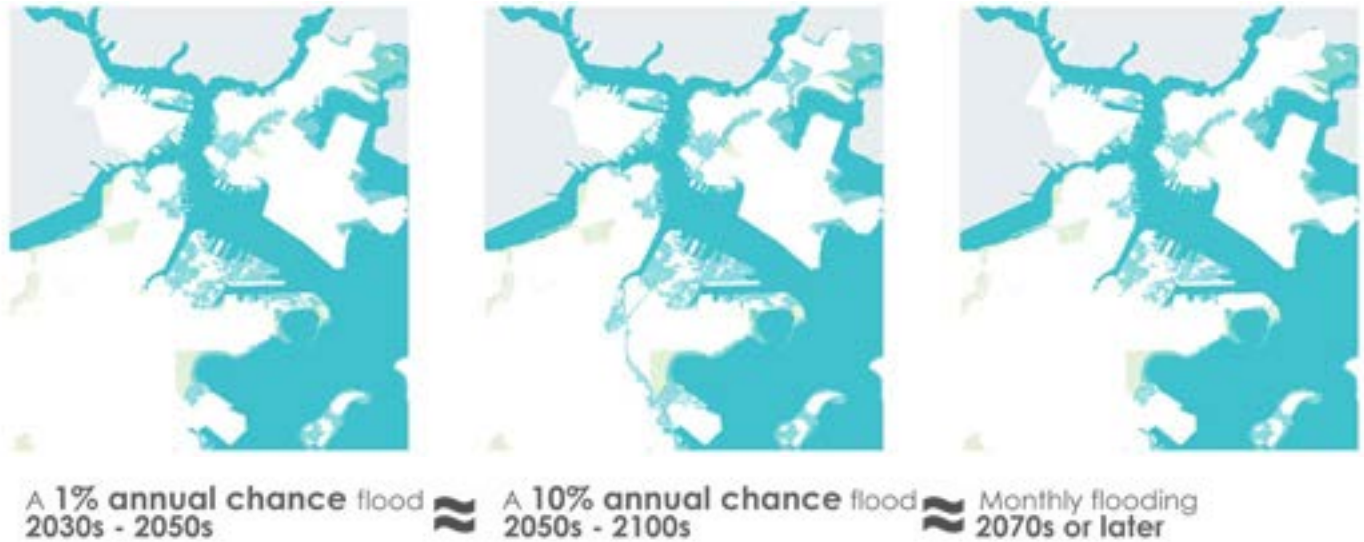 A 1% annual chance flood
2030s - 2050s
≈
A 10% annual chance flood
2050s - 2100s
≈
Monthly flooding
2070s or later